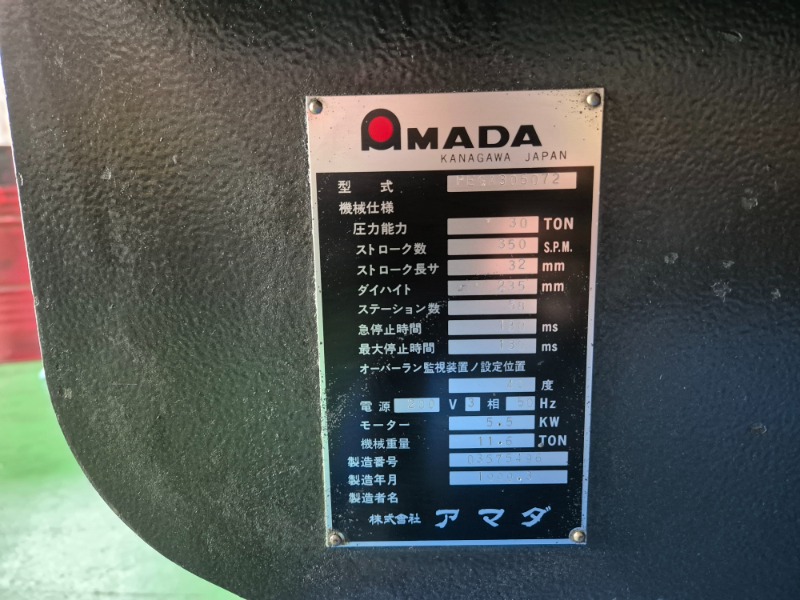 AMADA
KANAGAWA JAPAN
型式
機械仕様
圧力能力 30 TON
ストローク数 350 S.P.M.
ストローク長サ 32 mm
ダイハイト 235 mm
ステーション数
急停止時間 ms
最大停止時間 ms
オーバーラン監視装置ノ設定位置
度
電源 V 3 相 Hz
モーター 5.5 KW
機械重量 11.6 TON
製造番号
製造年月
製造者名
株式会社 アマダ